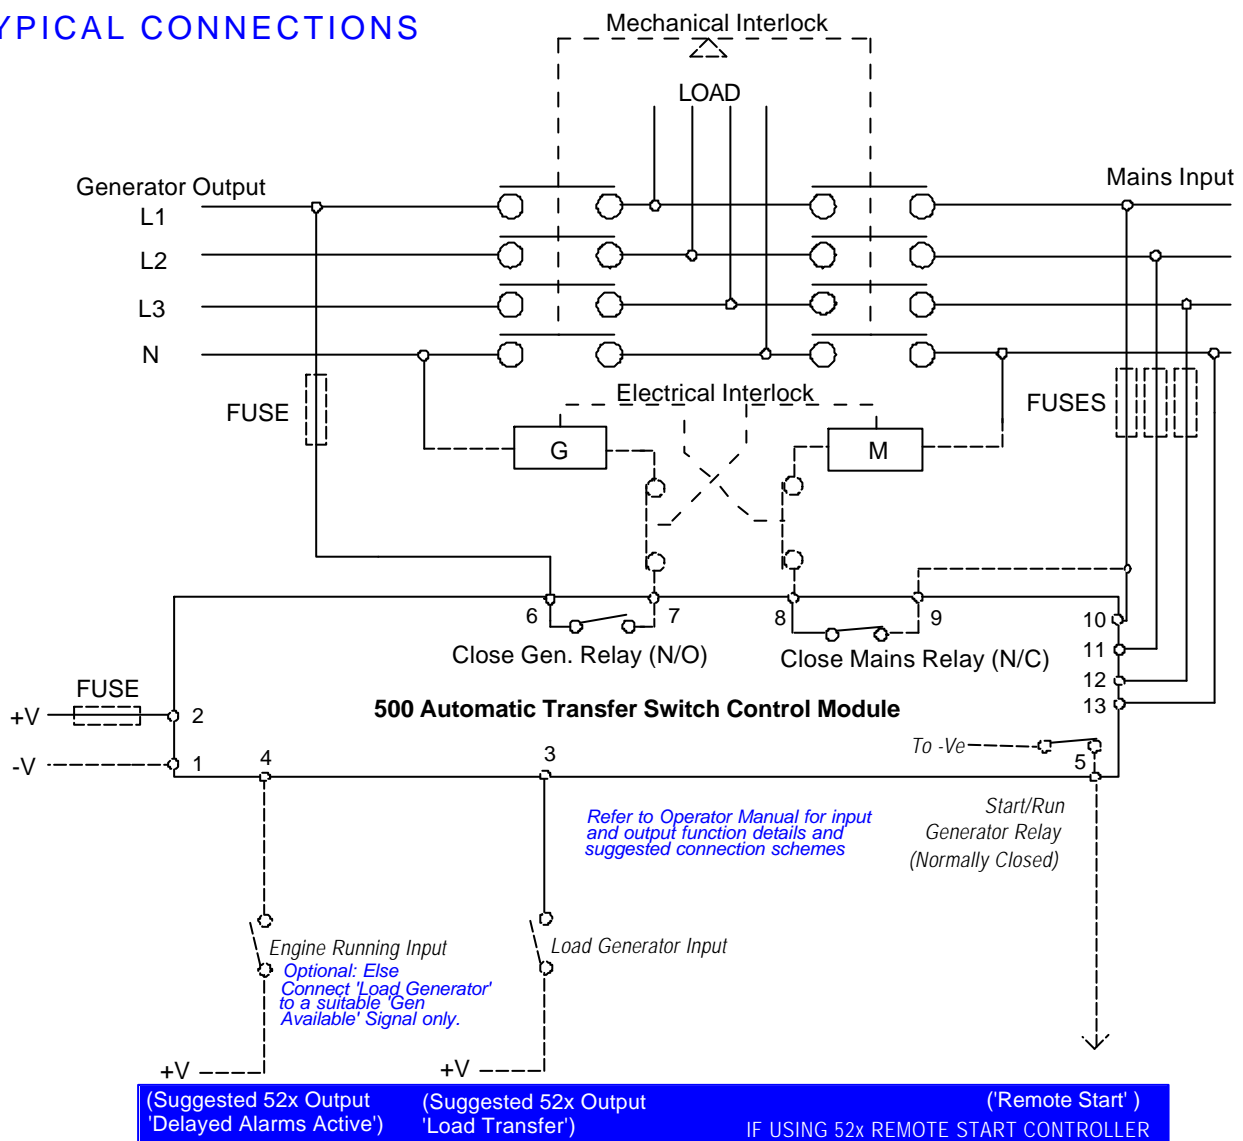 YPICAL CONNECTIONS
Mechanical Interlock
LOAD
Generator Output
Mains Input
L1
L2
L3
N
FUSE
Electrical Interlock
FUSES
G
M
6
7
8
9
10
11
12
13
Close Gen. Relay (N/O)
Close Mains Relay (N/C)
FUSE
+V
2
500 Automatic Transfer Switch Control Module
-V
1
4
3
To -Ve
5
Refer to Operator Manual for input
and output function details and
suggested connection schemes
Start/Run
Generator Relay
(Normally Closed)
Engine Running Input
Optional: Else
Connect 'Load Generator'
to a suitable 'Gen
Available' Signal only.
Load Generator Input
+V
+V
(Suggested 52x Output
'Delayed Alarms Active')
(Suggested 52x Output
'Load Transfer')
('Remote Start' )
IF USING 52x REMOTE START CONTROLLER